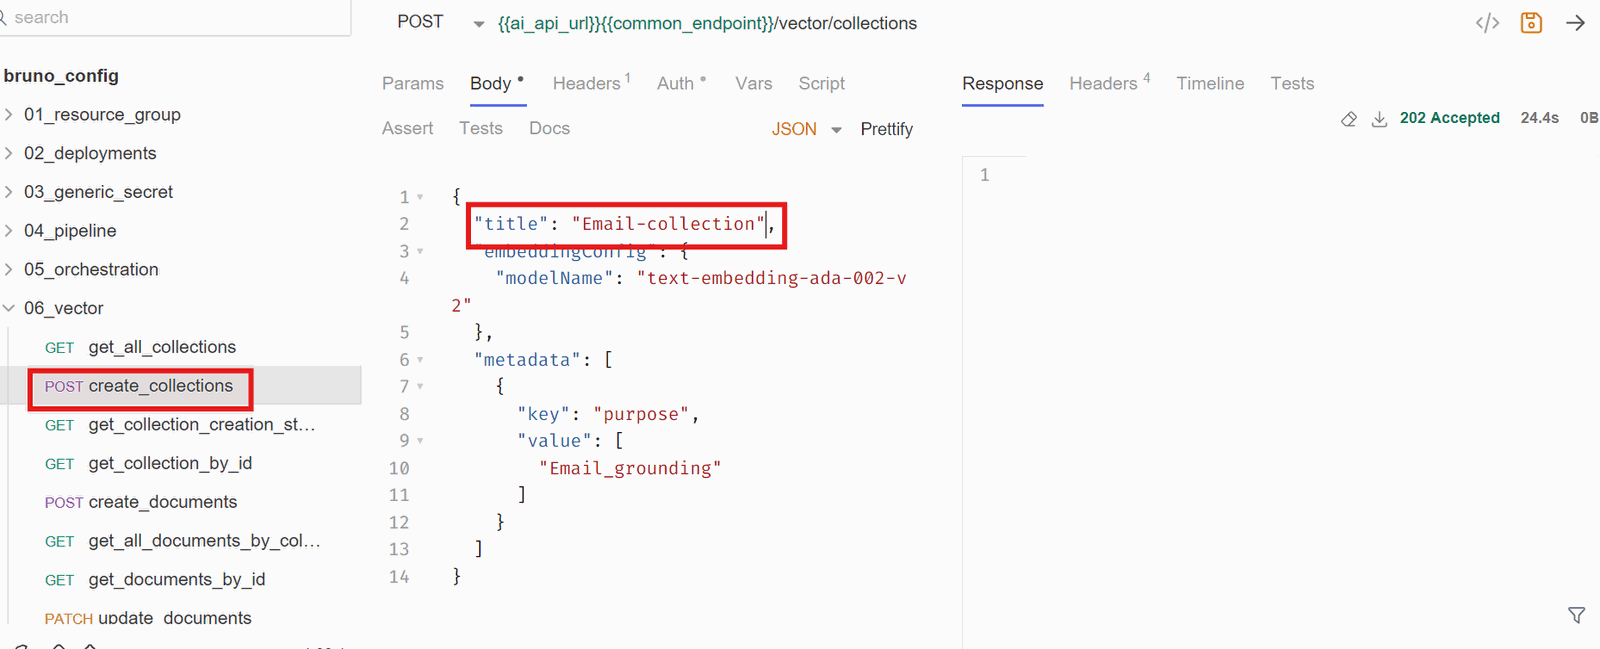 search
bruno_config
01_resource_group
02_deployments
03_generic_secret
04_pipeline
05_orchestration
06_vector
GET get_all_collections
POST create_collections
GET get_collection_creation_st...
GET get_collection_by_id
POST create_documents
GET get_all_documents_by_col...
GET get_documents_by_id
PATCH update_documents
POST {{ai_api_url}}{{common_endpoint}}/vector/collections
Params Body Headers 1 Auth Vars Script
Assert Tests Docs JSON Prettify
1 {
2 "title": "Email-collection",
3 "embeddingConfig": {
4 "modelName": "text-embedding-ada-002-v
2"
5 },
6 "metadata": [
7 {
8 "key": "purpose",
9 "value": [
10 "Email_grounding"
11 ]
12 }
13 ]
14 }
Response Headers 4 Timeline Tests
202 Accepted 24.4s 0B
1